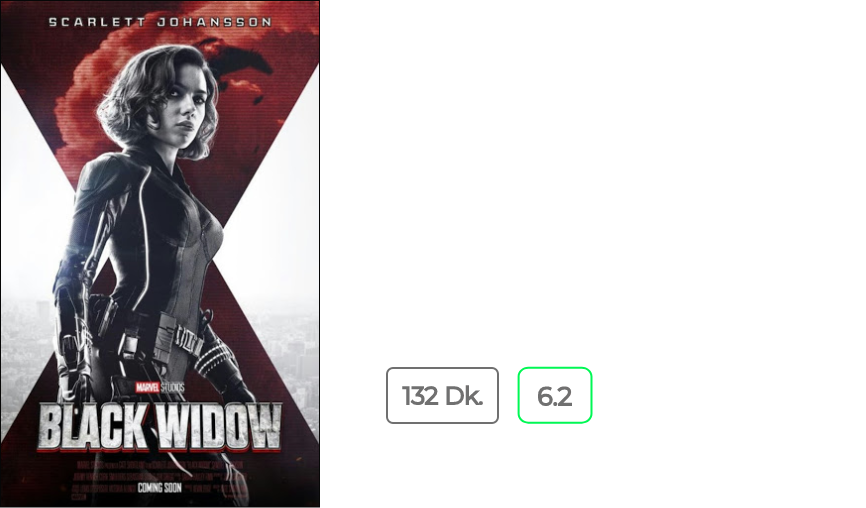 SCARLETT JOHANSSON
MARVEL STUDIOS
BLACK WIDOW
COMING SOON
132 Dk.
6.2